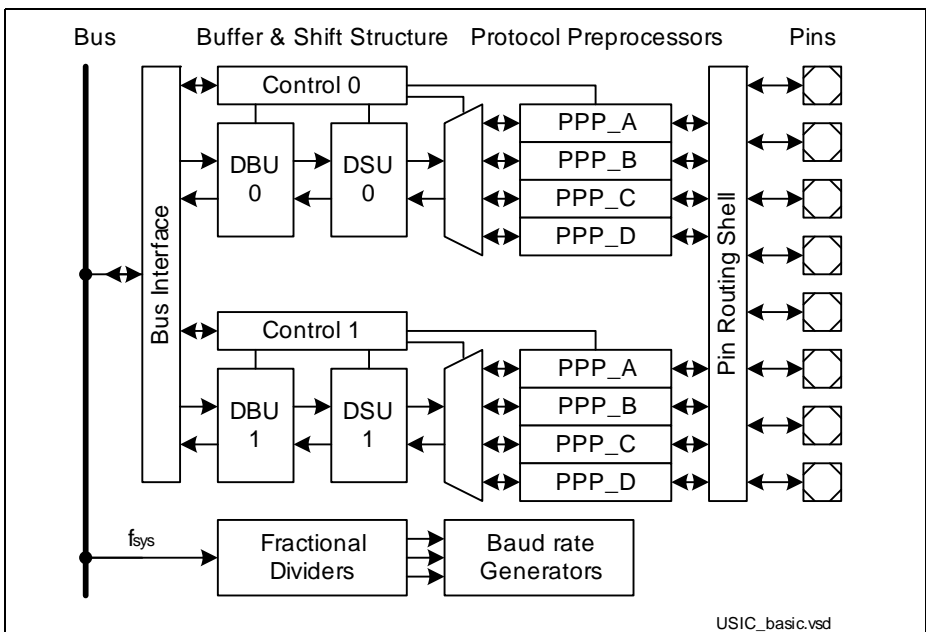 Bus Buffer & Shift Structure Protocol Preprocessors Pins
Bus Interface
Control 0
DBU
0
DSU
0
PPP_A
PPP_B
PPP_C
PPP_D
Pin Routing Shell
Control 1
DBU
1
DSU
1
PPP_A
PPP_B
PPP_C
PPP_D
fsys
Fractional
Dividers
Baud rate
Generators
USIC_basic.vsd